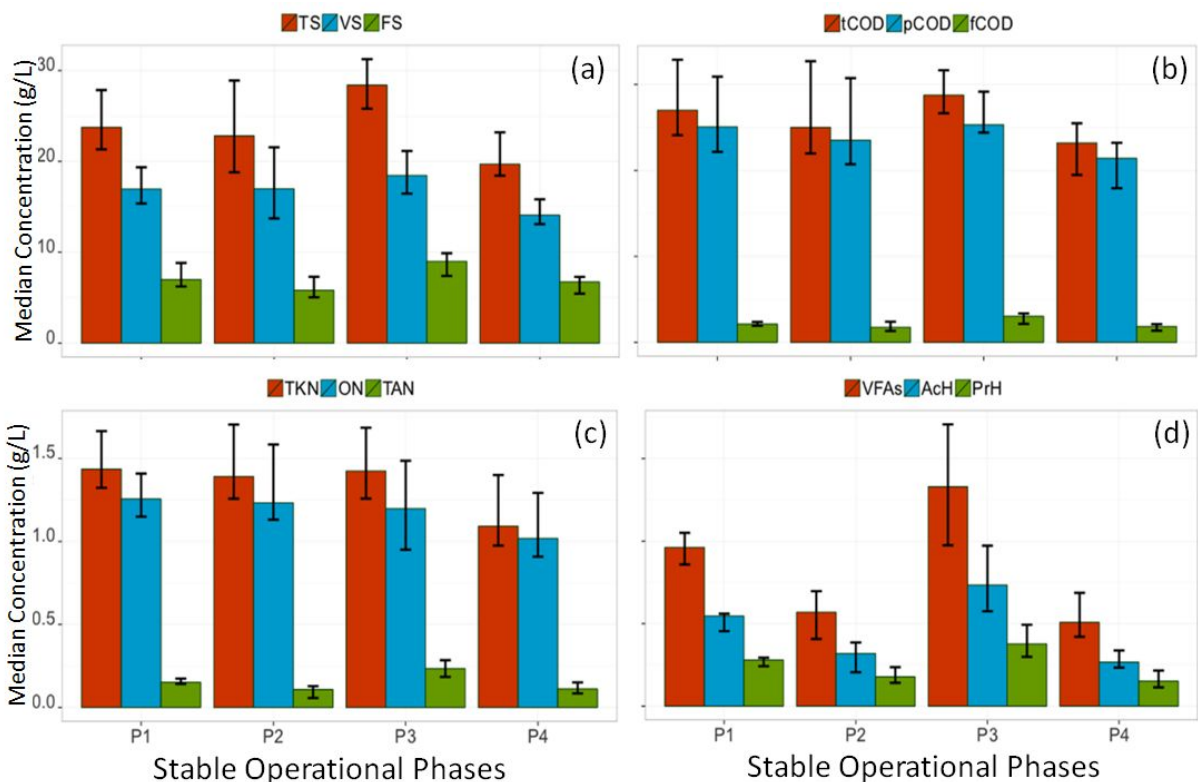 TS VS FS
(a)
30
20
10
0
Median Concentration (g/L)
tCOD pCOD fCOD
(b)
TKN ON TAN
(c)
1.5
1.0
0.5
0.0
Median Concentration (g/L)
P1 P2 P3 P4
Stable Operational Phases
VFAs AcH PrH
(d)
P1 P2 P3 P4
Stable Operational Phases